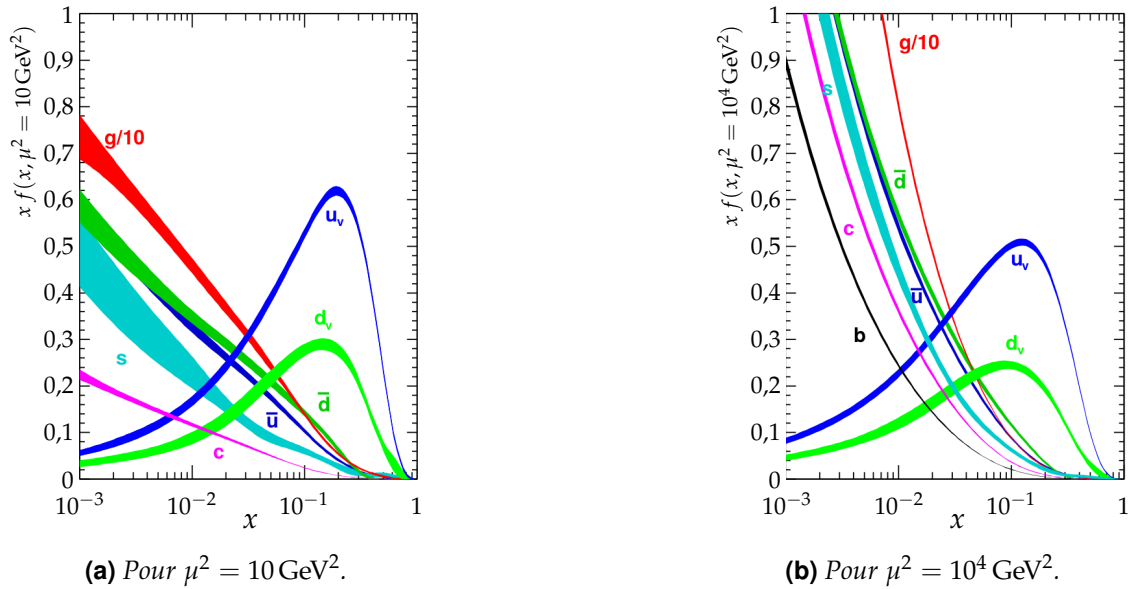 x f(x, μ² = 10 GeV²)
1
0,9
0,8
0,7
0,6
0,5
0,4
0,3
0,2
0,1
0
g/10
u_v
d_v
s
d̅
u̅
c
10⁻³
10⁻²
10⁻¹
1
x
(a) Pour μ² = 10 GeV².
x f(x, μ² = 10⁴ GeV²)
1
0,9
0,8
0,7
0,6
0,5
0,4
0,3
0,2
0,1
0
g/10
s
d̅
c
u_v
u̅
b
d_v
10⁻³
10⁻²
10⁻¹
1
x
(b) Pour μ² = 10⁴ GeV².